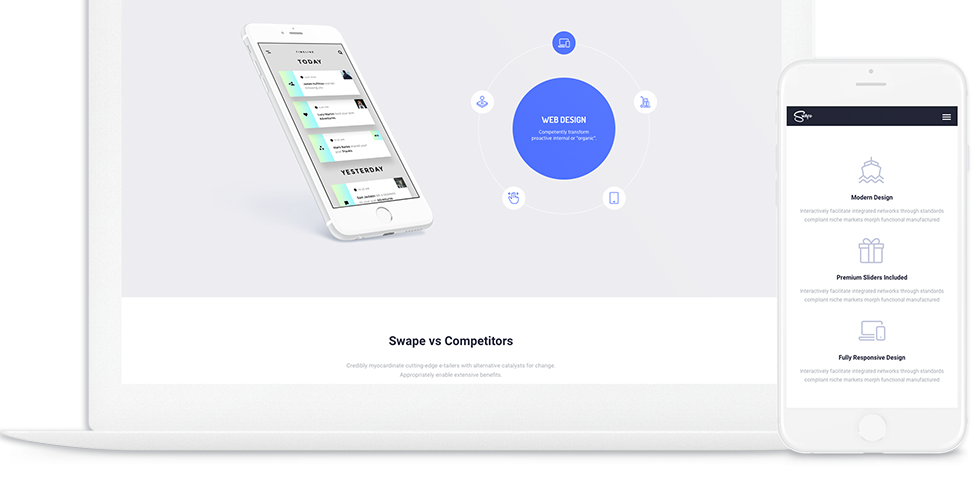 TIMELINE
TODAY
YESTERDAY
WEB DESIGN
Competently transform
proactive internal or "organic".
Swape vs Competitors
Credibly myocardinate cutting-edge e-tailers with alternative catalysts for change.
Appropriately enable extensive benefits.
Swape
Modern Design
Interactively facilitate integrated networks through standards
compliant niche markets morph functional manufactured
Premium Sliders Included
Interactively facilitate integrated networks through standards
compliant niche markets morph functional manufactured
Fully Responsive Design
Interactively facilitate integrated networks through standards
compliant niche markets morph functional manufactured